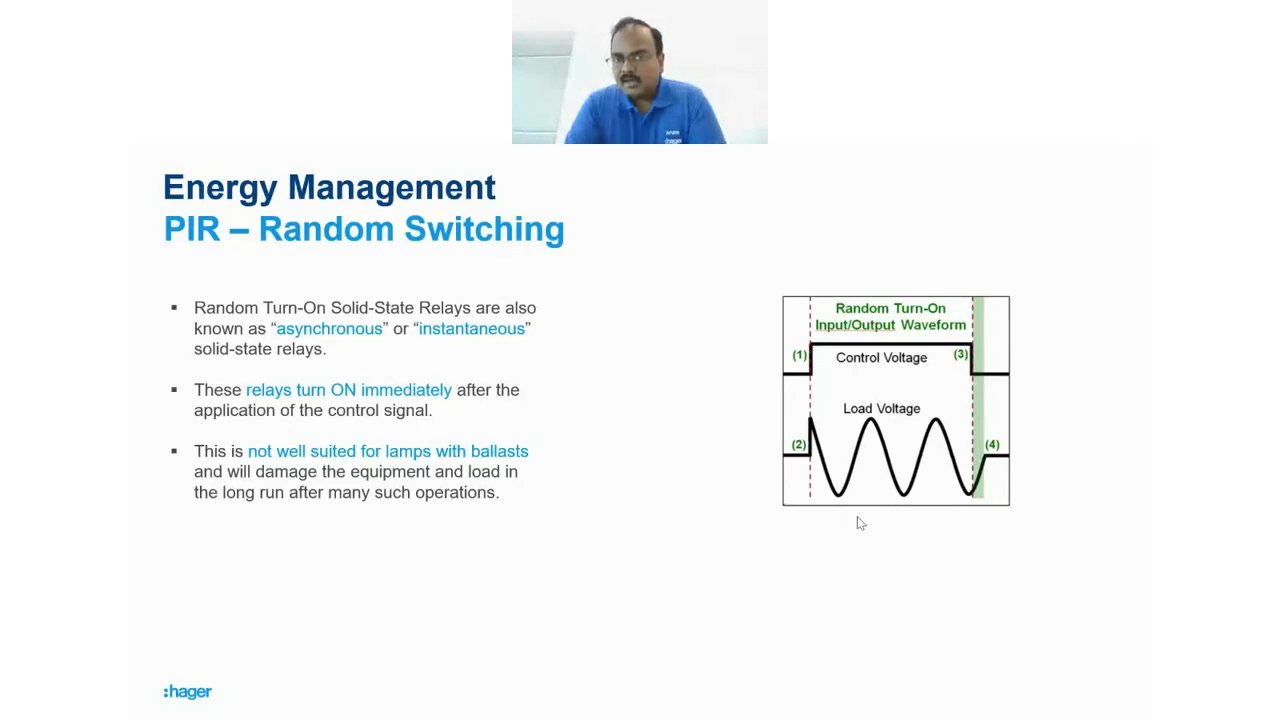 :hager
Energy Management
PIR – Random Switching
▪ Random Turn-On Solid-State Relays are also
known as “asynchronous” or “instantaneous”
solid-state relays.
▪ These relays turn ON immediately after the
application of the control signal.
▪ This is not well suited for lamps with ballasts
and will damage the equipment and load in
the long run after many such operations.
Random Turn-On
Input/Output Waveform
(1)
Control Voltage
(3)
Load Voltage
(2)
(4)
:hager